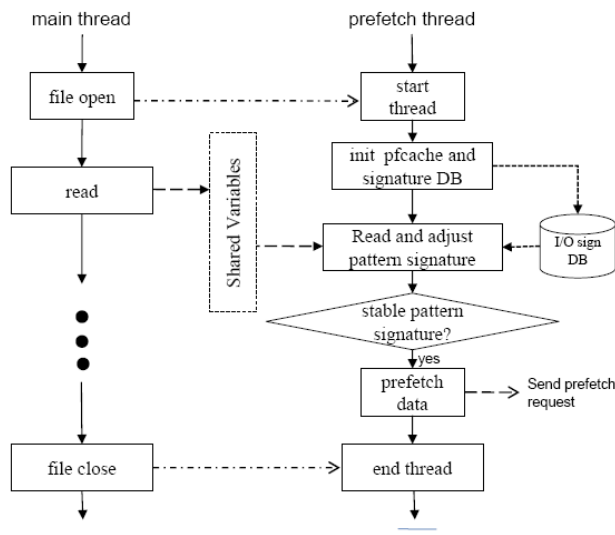 main thread
prefetch thread
file open
start
thread
init pfcache and
signature DB
read
Shared Variables
Read and adjust
pattern signature
I/O sign
DB
stable pattern
signature?
yes
prefetch
data
Send prefetch
request
file close
end thread